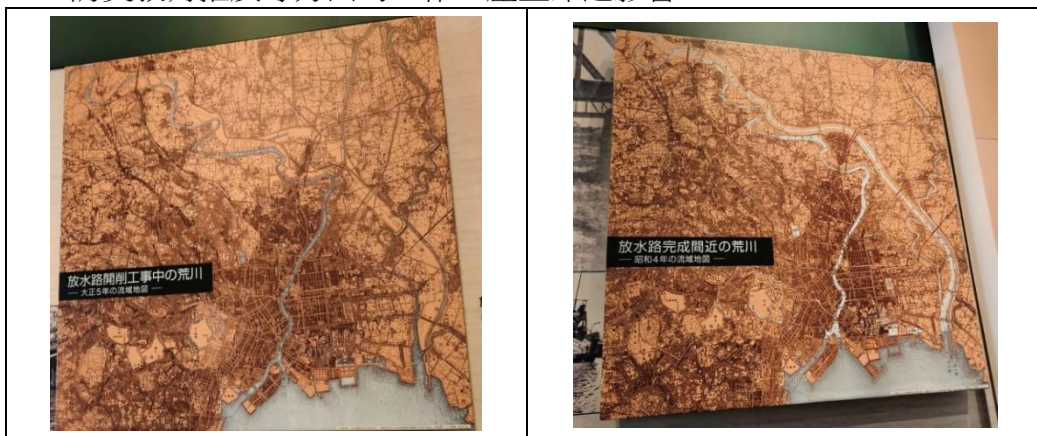 放水路開削工事中の荒川
― 大正5年の流域地図 ―
放水路完成間近の荒川
― 昭和4年の流域地図 ―